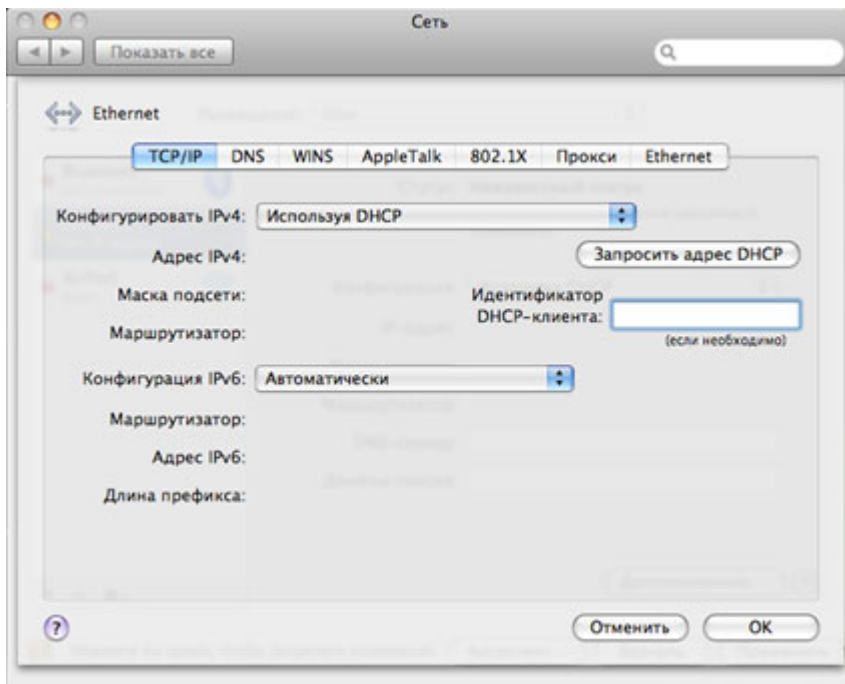 Сеть
Показать все
Ethernet
TCP/IP DNS WINS AppleTalk 802.1X Прокси Ethernet
Конфигурировать IPv4: Используя DHCP
Адрес IPv4: Запросить адрес DHCP
Маска подсети: Идентификатор
DHCP-клиента:
Маршрутизатор: (если необходимо)
Конфигурация IPv6: Автоматически
Маршрутизатор:
Адрес IPv6:
Длина префикса:
? Отменить OK